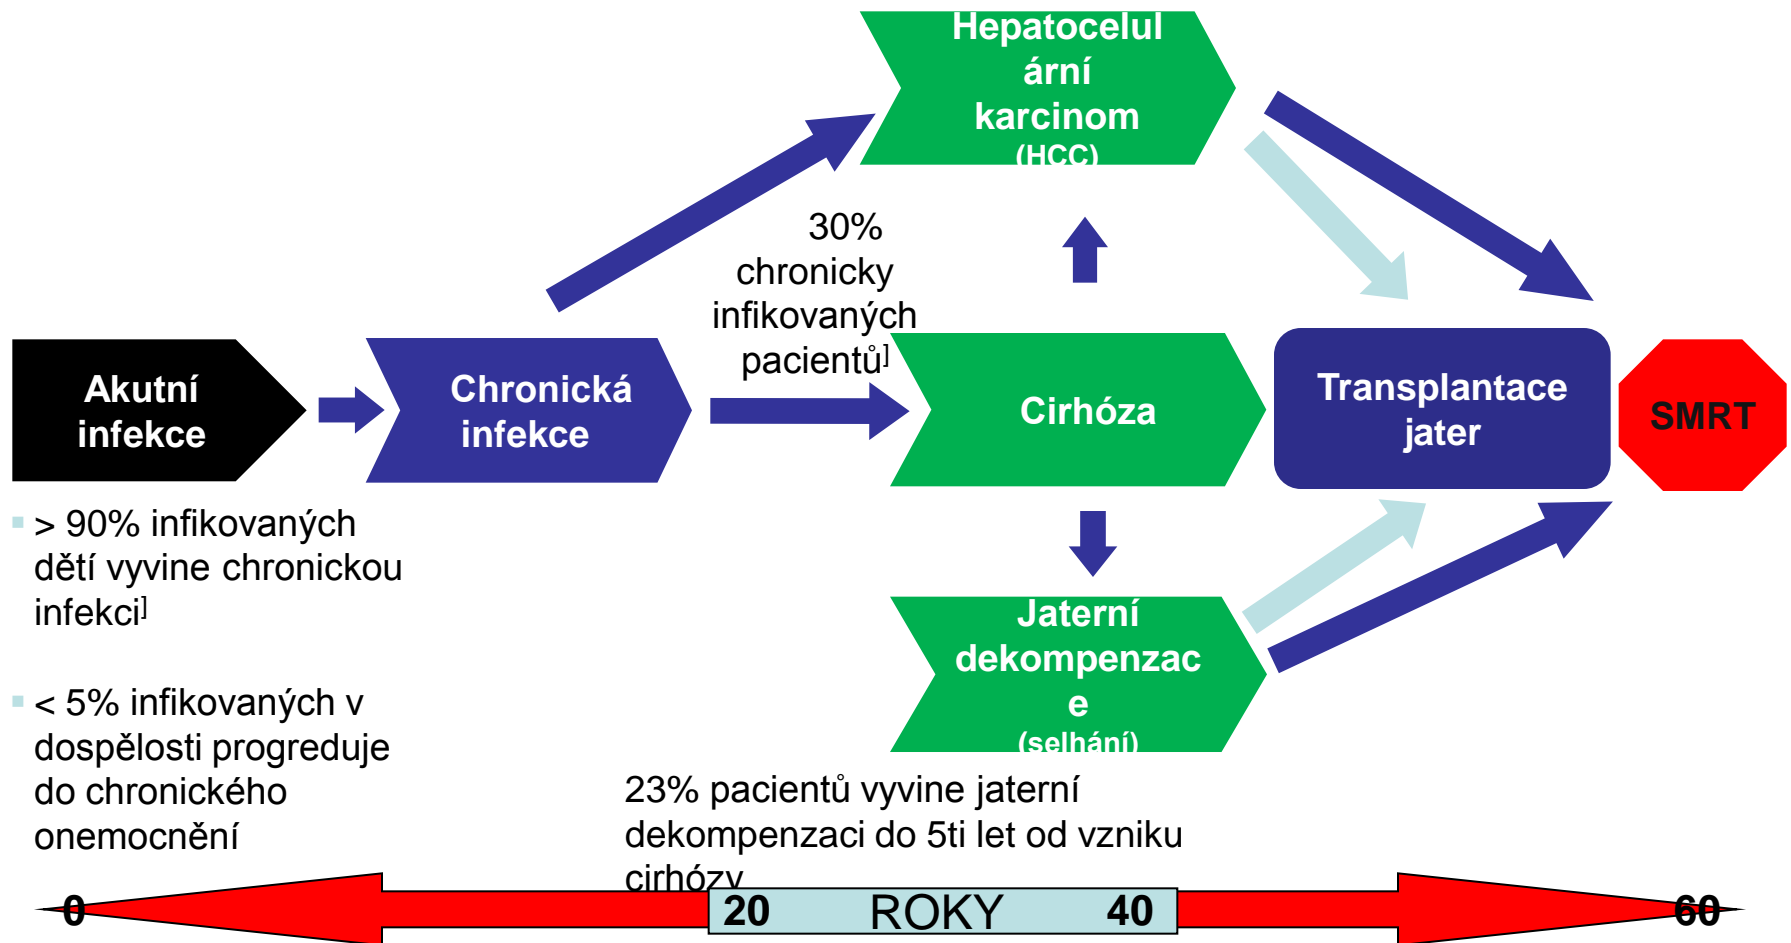 Hepatocelul
ární
karcinom
(HCC)
30%
chronicky
infikovaných
pacientů]
Akutní
infekce
Chronická
infekce
Cirhóza
Transplantace
jater
SMRT
> 90% infikovaných
dětí vyvine chronickou
infekci]
< 5% infikovaných v
dospělosti progreduje
do chronického
onemocnění
Jaterní
dekompenzac
e
(selhání)
23% pacientů vyvine jaterní
dekompenzaci do 5ti let od vzniku
cirhózy
0 20 ROKY 40 60